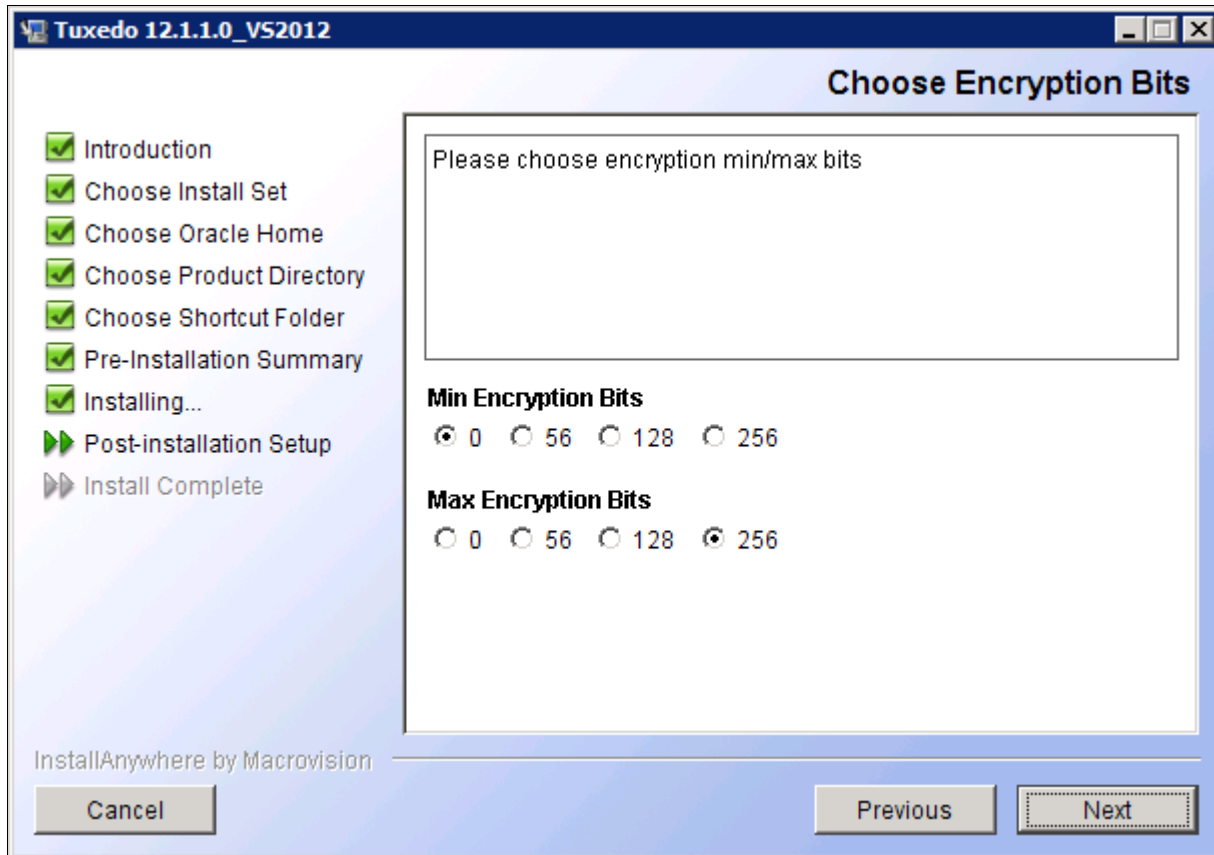 Tuxedo 12.1.1.0_VS2012
Choose Encryption Bits
Introduction
Choose Install Set
Choose Oracle Home
Choose Product Directory
Choose Shortcut Folder
Pre-Installation Summary
Installing...
Post-installation Setup
Install Complete
Please choose encryption min/max bits
Min Encryption Bits
0 56 128 256
Max Encryption Bits
0 56 128 256
InstallAnywhere by Macrovision
Cancel Previous Next